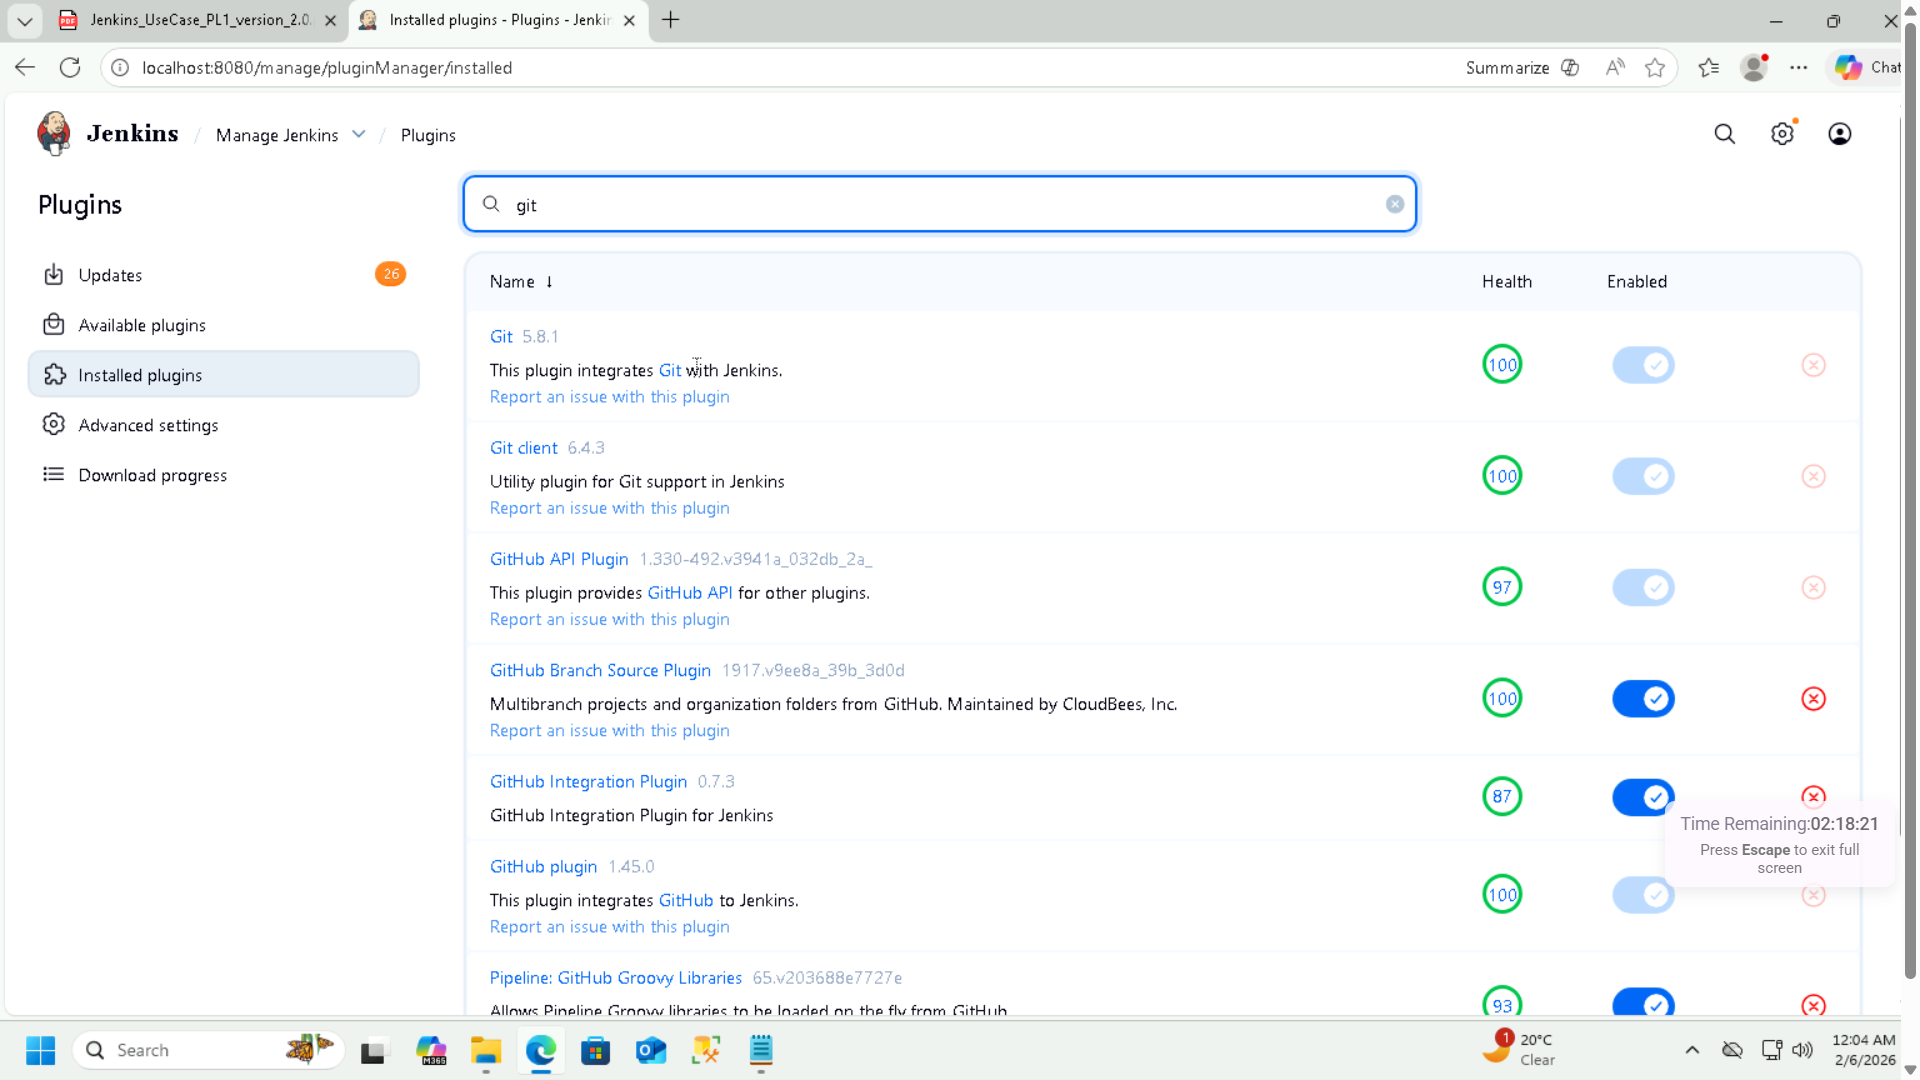 Jenkins_UseCase_PL1_version_2.0.
Installed plugins - Plugins - Jenkin
localhost:8080/manage/pluginManager/installed
Summarize
Chat
Jenkins / Manage Jenkins / Plugins
Plugins
git
Updates 26
Available plugins
Installed plugins
Advanced settings
Download progress
Name ↓ Health Enabled
Git 5.8.1
This plugin integrates Git with Jenkins.
Report an issue with this plugin
100
Git client 6.4.3
Utility plugin for Git support in Jenkins
Report an issue with this plugin
100
GitHub API Plugin 1.330-492.v3941a_032db_2a_
This plugin provides GitHub API for other plugins.
Report an issue with this plugin
97
GitHub Branch Source Plugin 1917.v9ee8a_39b_3d0d
Multibranch projects and organization folders from GitHub. Maintained by CloudBees, Inc.
Report an issue with this plugin
100
GitHub Integration Plugin 0.7.3
GitHub Integration Plugin for Jenkins
87
Time Remaining:02:18:21
Press Escape to exit full
screen
GitHub plugin 1.45.0
This plugin integrates GitHub to Jenkins.
Report an issue with this plugin
100
Pipeline: GitHub Groovy Libraries 65.v203688e7727e
Allows Pipeline Groovy libraries to be loaded on the fly from GitHub
93
Search
M365
1
20°C
Clear
12:04 AM
2/6/2026